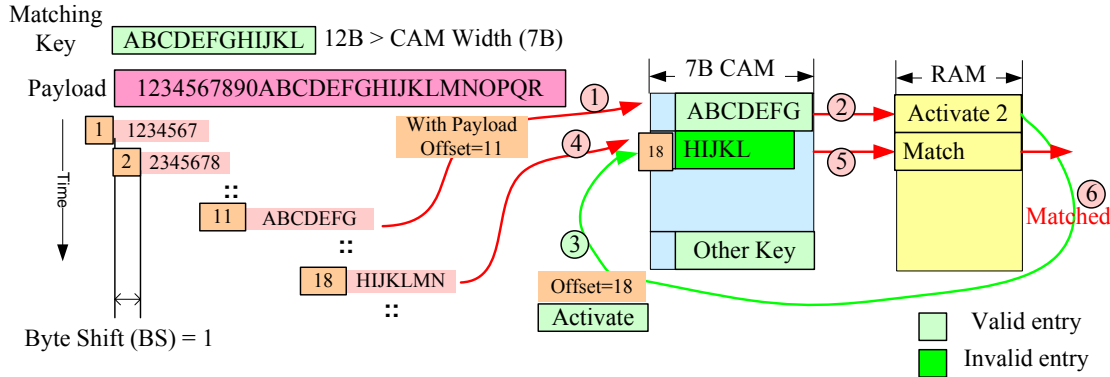 Matching
Key
ABCDEFGHIJKL
12B > CAM Width (7B)
Payload
1234567890ABCDEFGHIJKLMNOPQR
1
1234567
2
2345678
::
11
ABCDEFG
::
18
HIJKLMN
::
Time
Byte Shift (BS) = 1
With Payload
Offset=11
1
4
7B CAM
ABCDEFG
18
HIJKL
Other Key
2
5
RAM
Activate 2
Match
6
Matched
3
Offset=18
Activate
Valid entry
Invalid entry